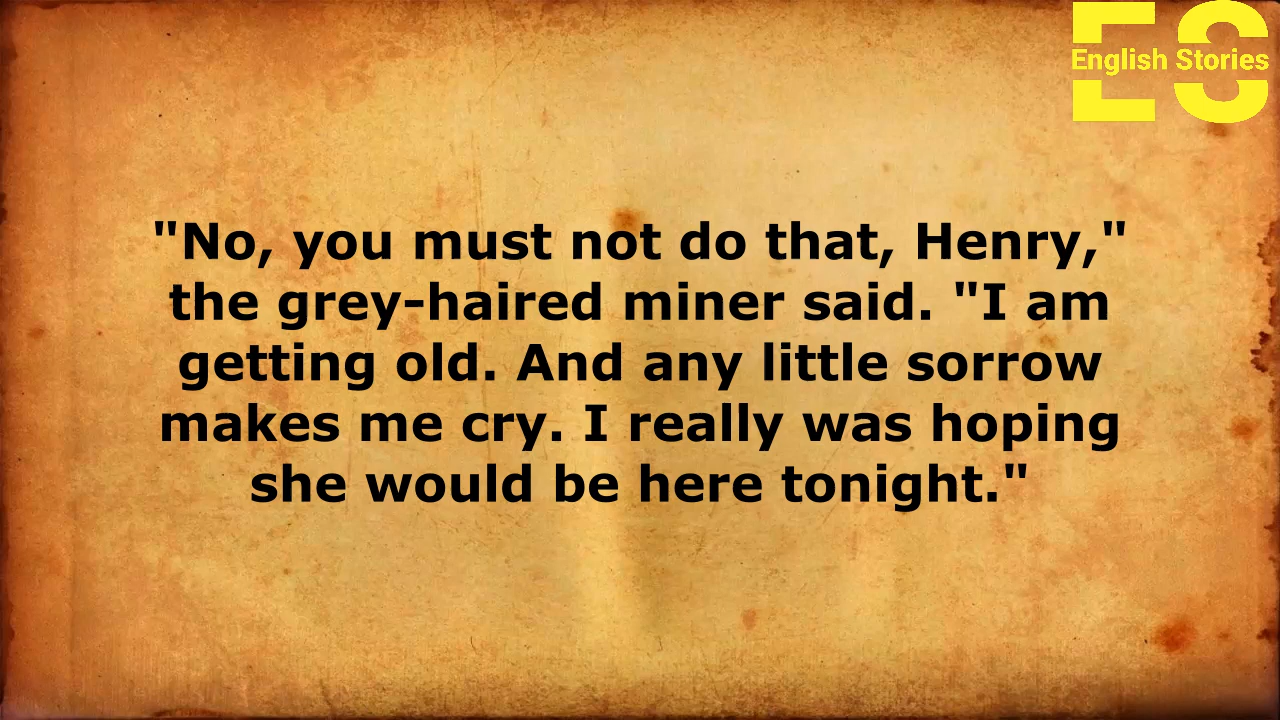 ES
English Stories
"No, you must not do that, Henry,"
the grey-haired miner said. "I am
getting old. And any little sorrow
makes me cry. I really was hoping
she would be here tonight."